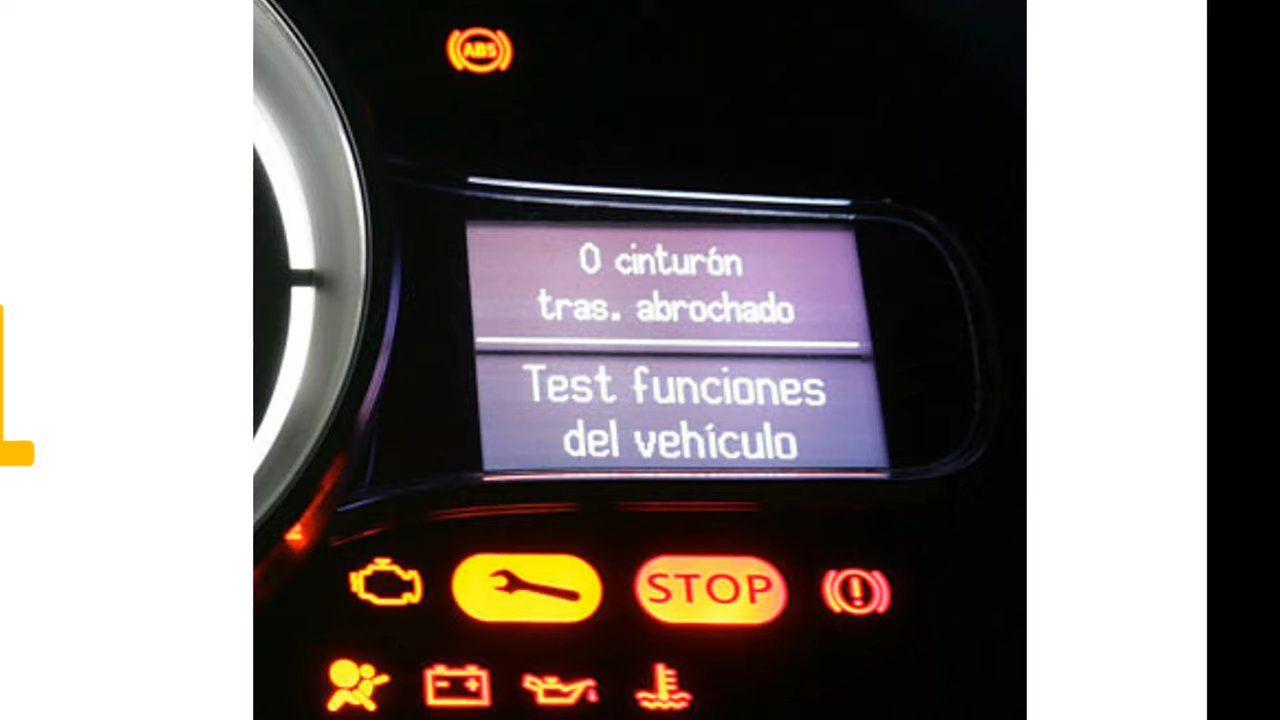 ABS
0 cinturón
tras. abrochado
Test funciones
del vehículo
STOP